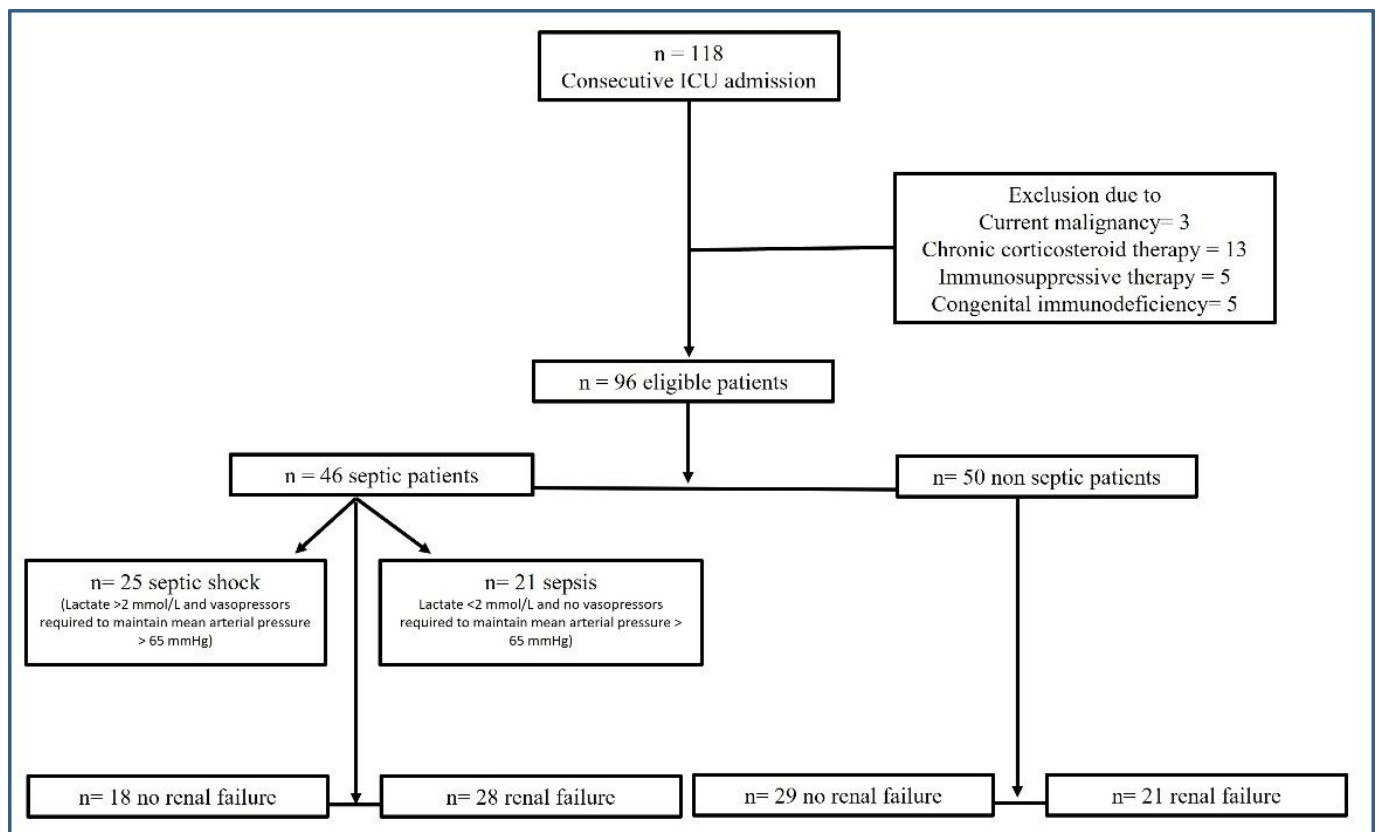 n = 118
Consecutive ICU admission
Exclusion due to
Current malignancy= 3
Chronic corticosteroid therapy = 13
Immunosuppressive therapy = 5
Congenital immunodeficiency= 5
n = 96 eligible patients
n = 46 septic patients
n= 50 non septic patients
n= 25 septic shock
(Lactate >2 mmol/L and vasopressors
required to maintain mean arterial pressure
> 65 mmHg)
n= 21 sepsis
Lactate <2 mmol/L and no vasopressors
required to maintain mean arterial pressure >
65 mmHg)
n= 18 no renal failure
n= 28 renal failure
n= 29 no renal failure
n= 21 renal failure